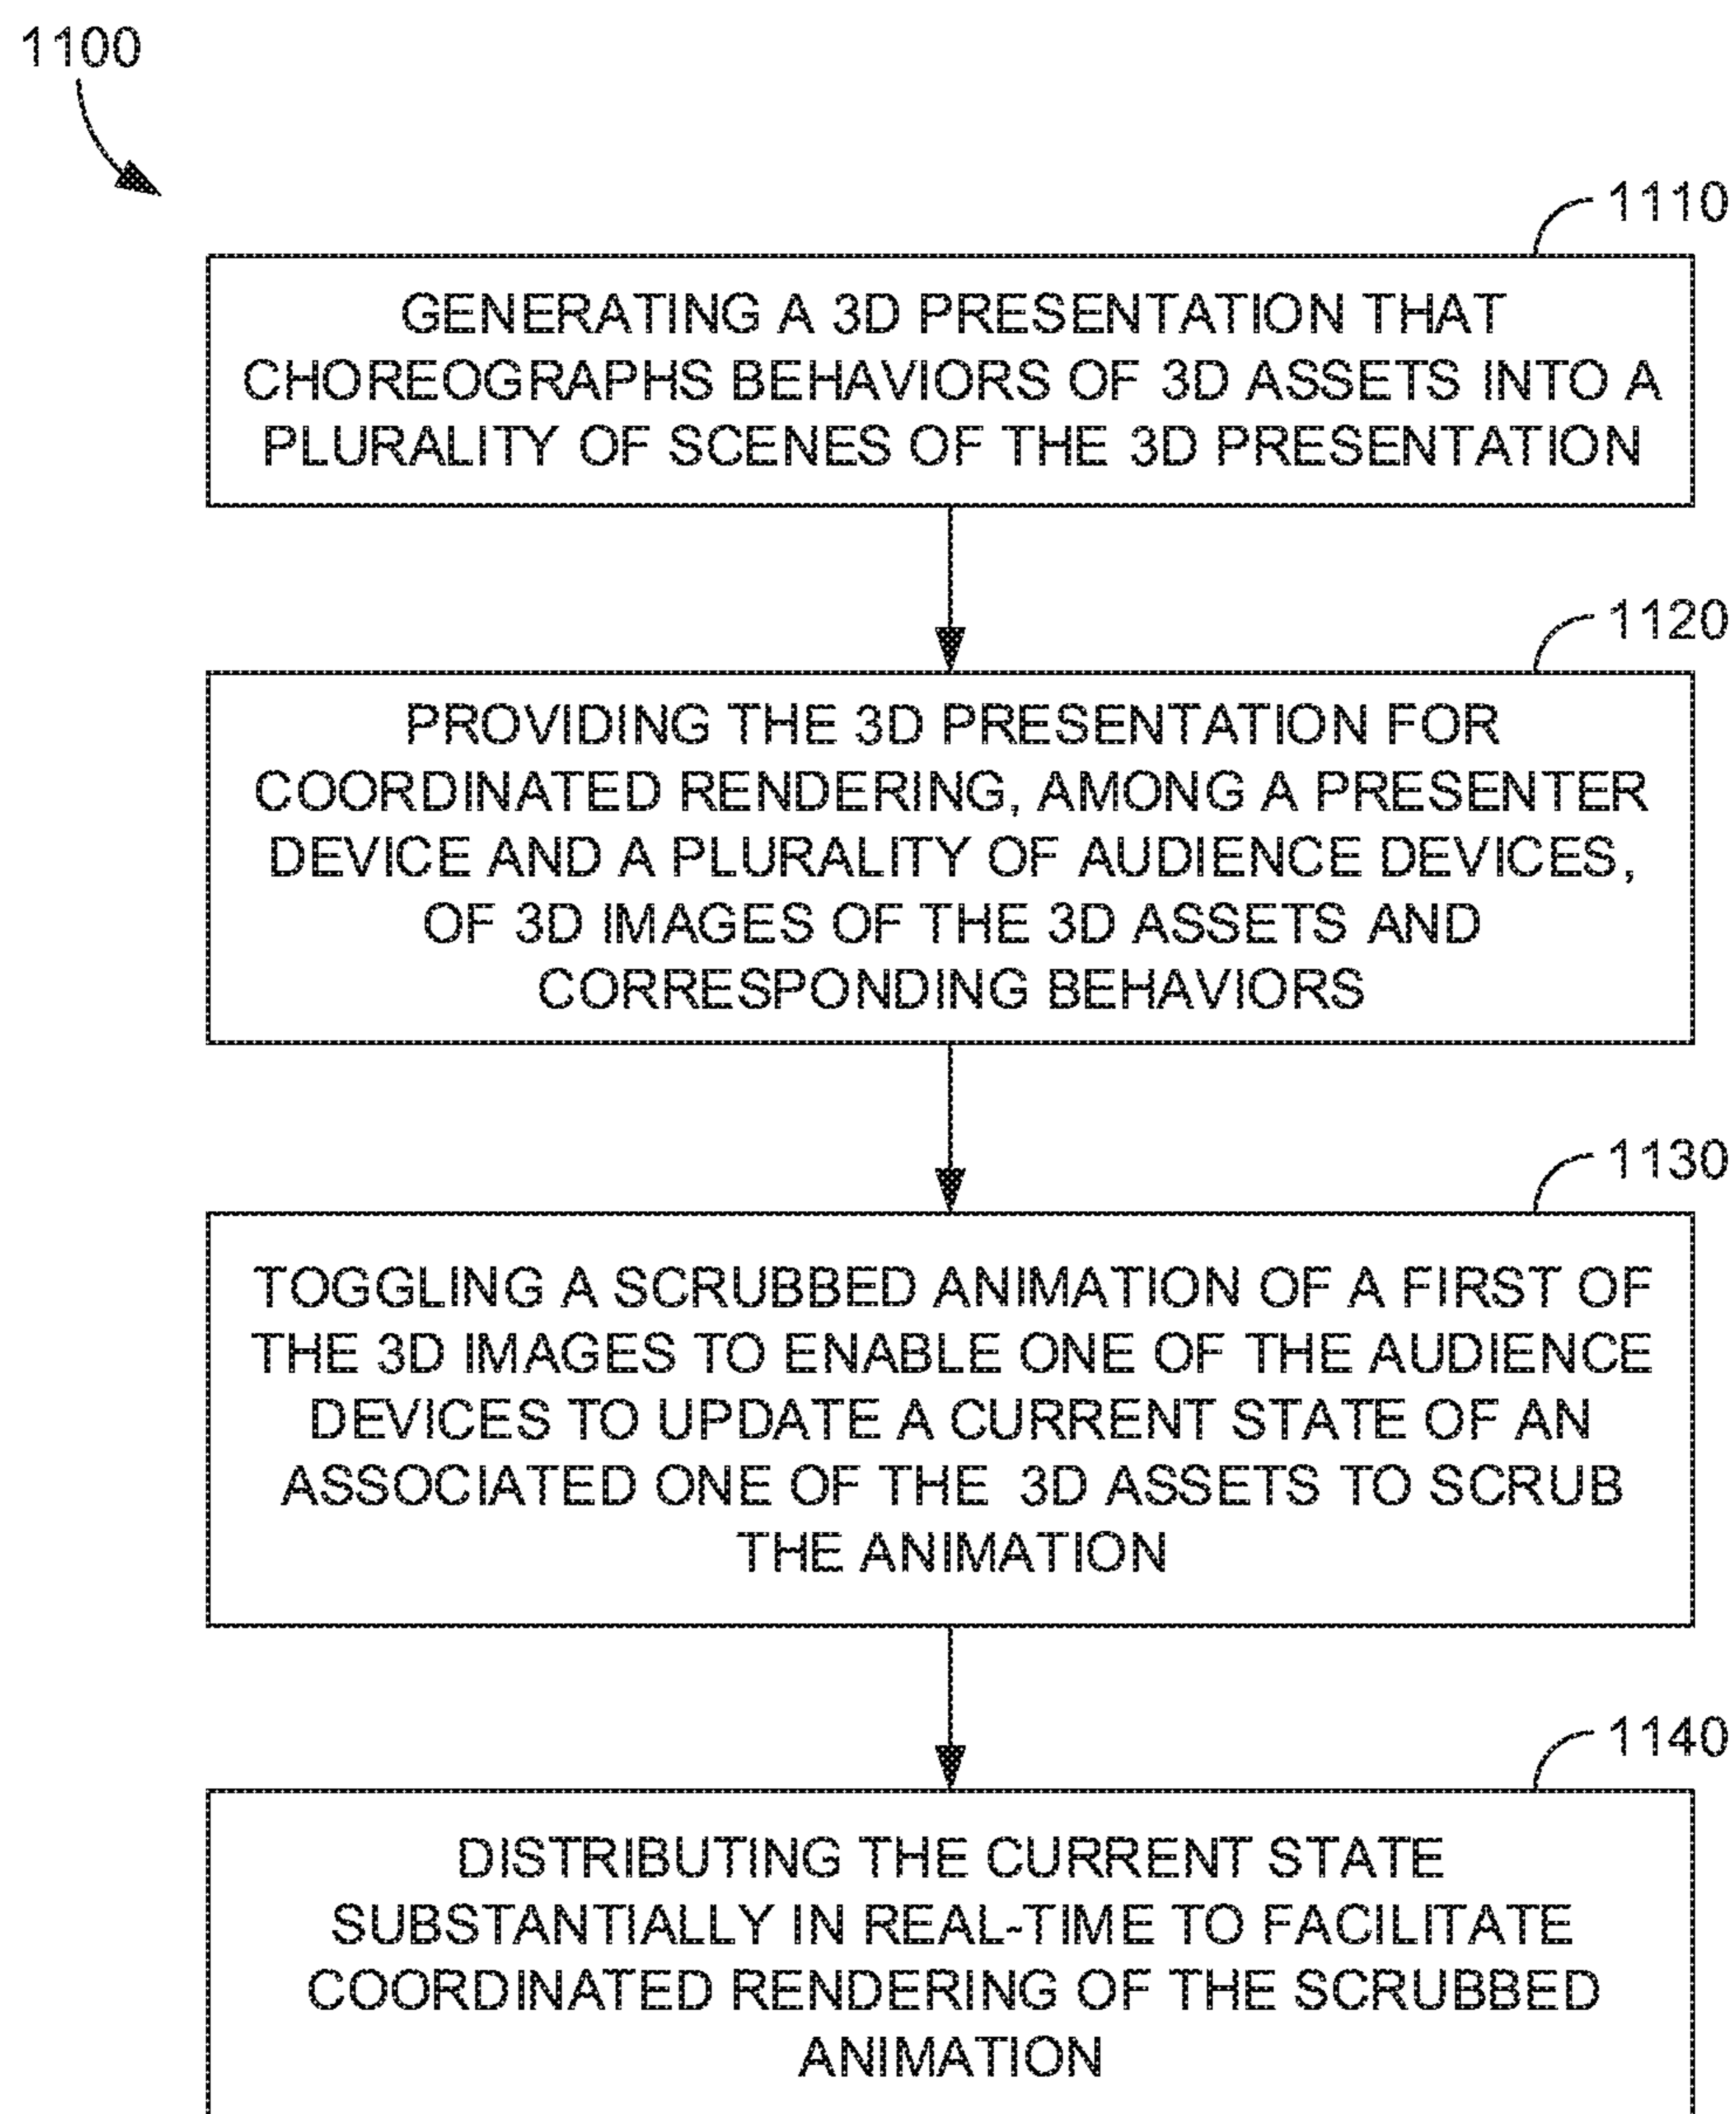 1100
1110
GENERATING A 3D PRESENTATION THAT
CHOREOGRAPHS BEHAVIORS OF 3D ASSETS INTO A
PLURALITY OF SCENES OF THE 3D PRESENTATION
1120
PROVIDING THE 3D PRESENTATION FOR
COORDINATED RENDERING, AMONG A PRESENTER
DEVICE AND A PLURALITY OF AUDIENCE DEVICES,
OF 3D IMAGES OF THE 3D ASSETS AND
CORRESPONDING BEHAVIORS
1130
TOGGLING A SCRUBBED ANIMATION OF A FIRST OF
THE 3D IMAGES TO ENABLE ONE OF THE AUDIENCE
DEVICES TO UPDATE A CURRENT STATE OF AN
ASSOCIATED ONE OF THE 3D ASSETS TO SCRUB
THE ANIMATION
1140
DISTRIBUTING THE CURRENT STATE
SUBSTANTIALLY IN REAL-TIME TO FACILITATE
COORDINATED RENDERING OF THE SCRUBBED
ANIMATION